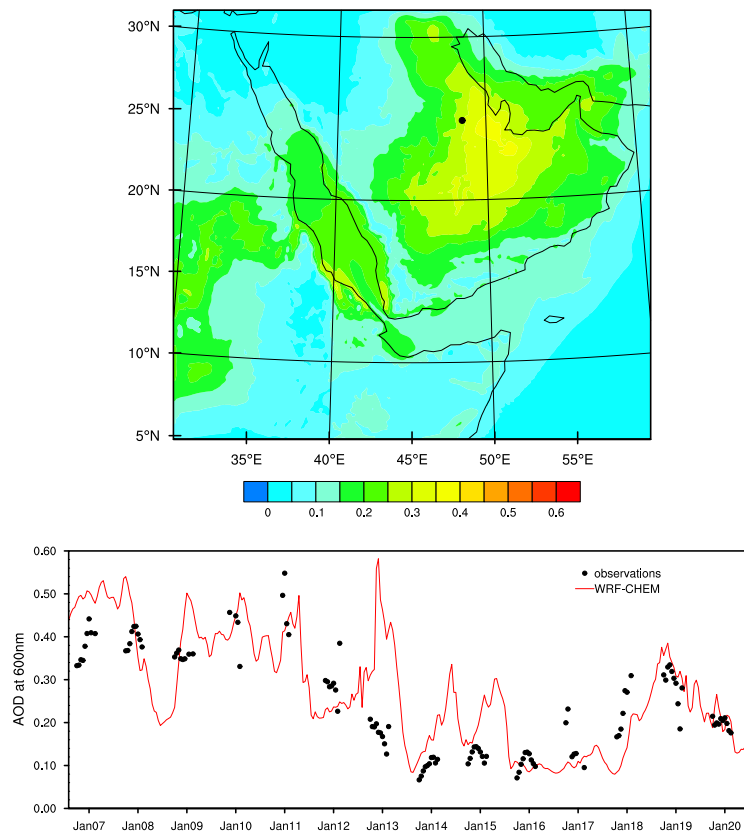 30°N
25°N
20°N
15°N
10°N
5°N
35°E 40°E 45°E 50°E 55°E
0 0.1 0.2 0.3 0.4 0.5 0.6
AOD at 600nm
0.60
0.50
0.40
0.30
0.20
0.10
0.00
observations
WRF-CHEM
Jan07 Jan08 Jan09 Jan10 Jan11 Jan12 Jan13 Jan14 Jan15 Jan16 Jan17 Jan18 Jan19 Jan20